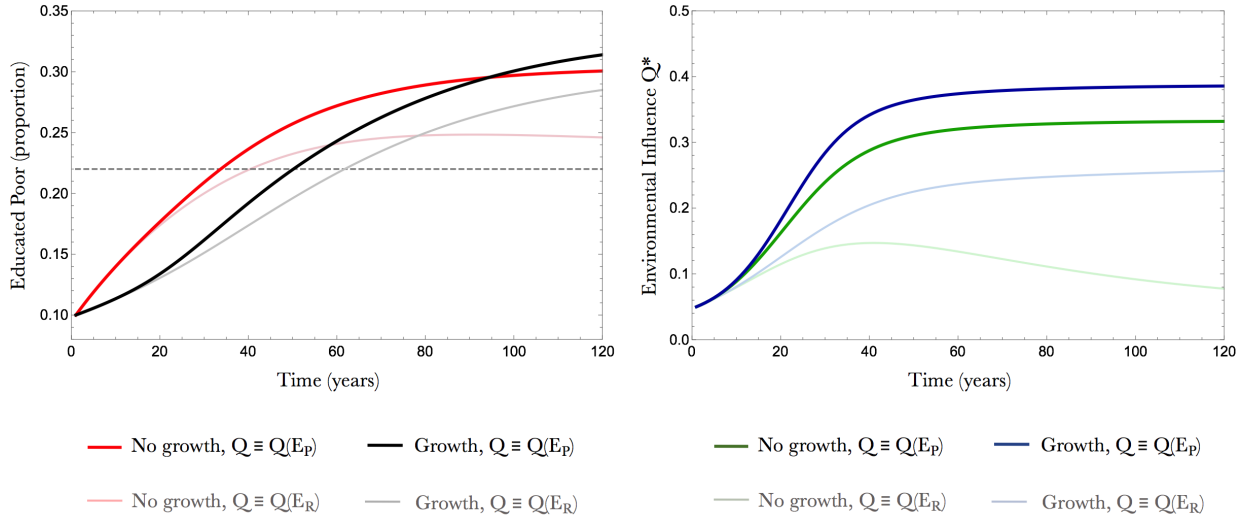 0.35
0.30
0.25
0.20
0.15
0.10
Educated Poor (proportion)
0 20 40 60 80 100 120
Time (years)
0.5
0.4
0.3
0.2
0.1
0.0
Environmental Influence Q*
0 20 40 60 80 100 120
Time (years)
No growth, Q ≡ Q(E_P)
Growth, Q ≡ Q(E_P)
No growth, Q ≡ Q(E_R)
Growth, Q ≡ Q(E_R)
No growth, Q ≡ Q(E_P)
Growth, Q ≡ Q(E_P)
No growth, Q ≡ Q(E_R)
Growth, Q ≡ Q(E_R)